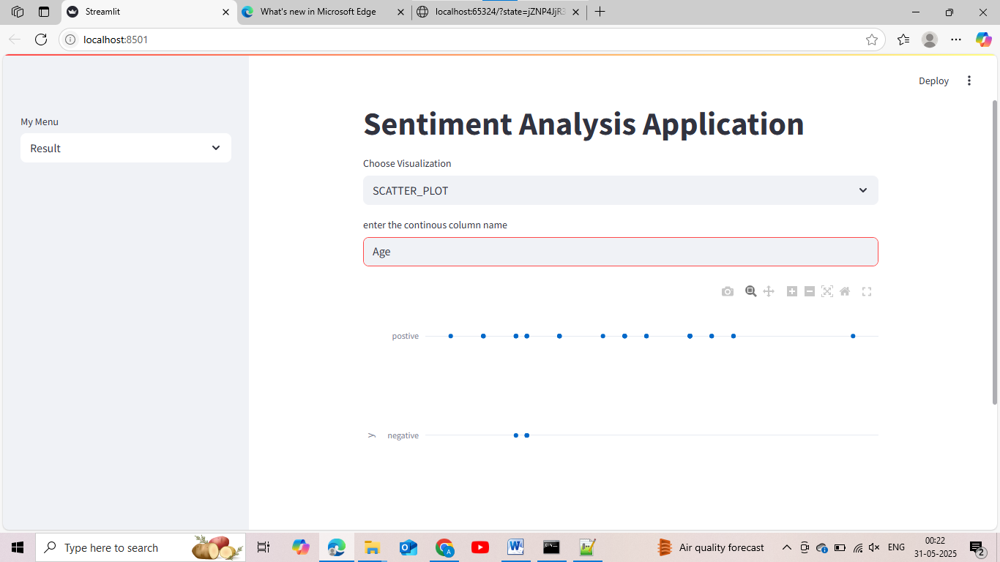 Streamlit
What's new in Microsoft Edge
localhost:65324/?state=jZNP4JjR3
localhost:8501
Deploy
My Menu
Result
Sentiment Analysis Application
Choose Visualization
SCATTER_PLOT
enter the continous column name
Age
postive
y
negative
Type here to search
Air quality forecast
ENG
00:22
31-05-2025
2